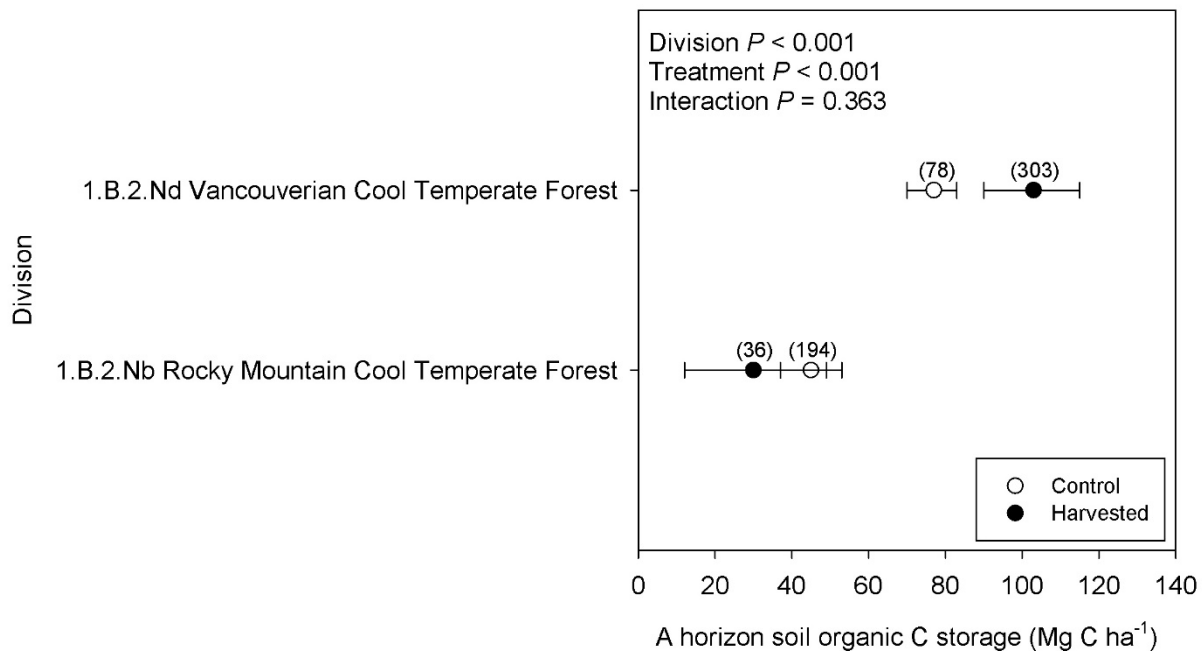 Division P < 0.001
Treatment P < 0.001
Interaction P = 0.363
Division
1.B.2.Nd Vancouverian Cool Temperate Forest
(78) (303)
1.B.2.Nb Rocky Mountain Cool Temperate Forest
(36) (194)
Control
Harvested
0 20 40 60 80 100 120 140
A horizon soil organic C storage (Mg C ha⁻¹)